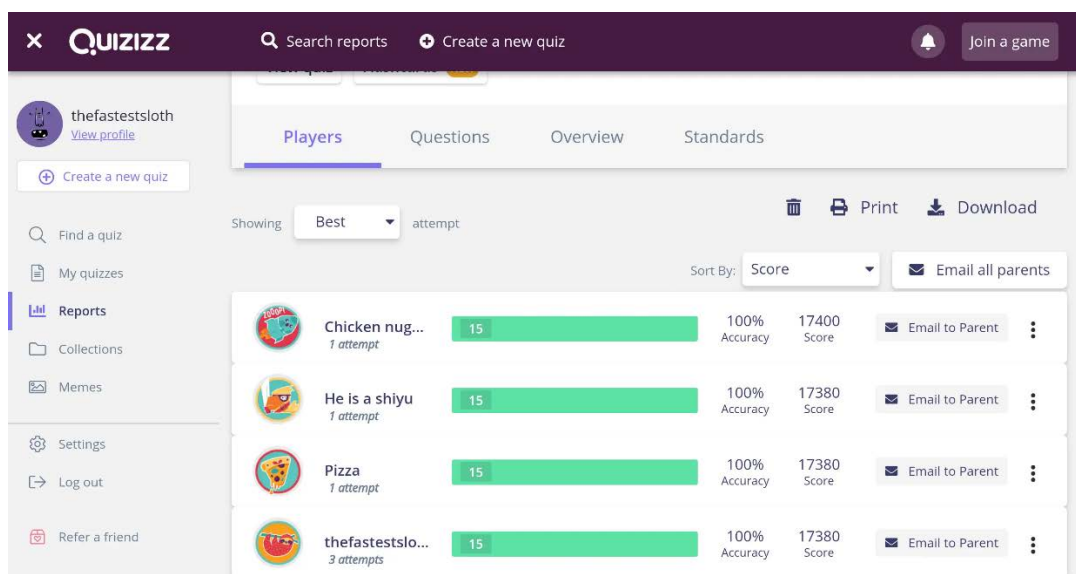 QUIZIZZ
Search reports
Create a new quiz
Join a game
thefastestsloth
View profile
Create a new quiz
Find a quiz
My quizzes
Reports
Collections
Memes
Settings
Log out
Refer a friend
Players Questions Overview Standards
Showing Best attempt
Print Download
Sort By: Score Email all parents
Chicken nug... 15 100% 17400 Email to Parent
1 attempt Accuracy Score
He is a shiyu 15 100% 17380 Email to Parent
1 attempt Accuracy Score
Pizza 15 100% 17380 Email to Parent
1 attempt Accuracy Score
thefastestslo... 15 100% 17380 Email to Parent
3 attempts Accuracy Score